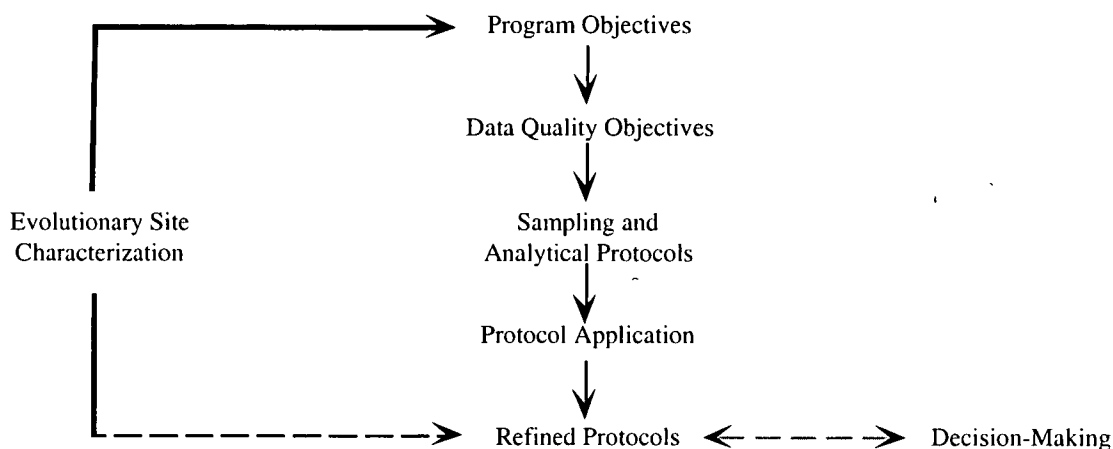 Program Objectives
Data Quality Objectives
Evolutionary Site
Characterization
Sampling and
Analytical Protocols
Protocol Application
Refined Protocols
Decision-Making